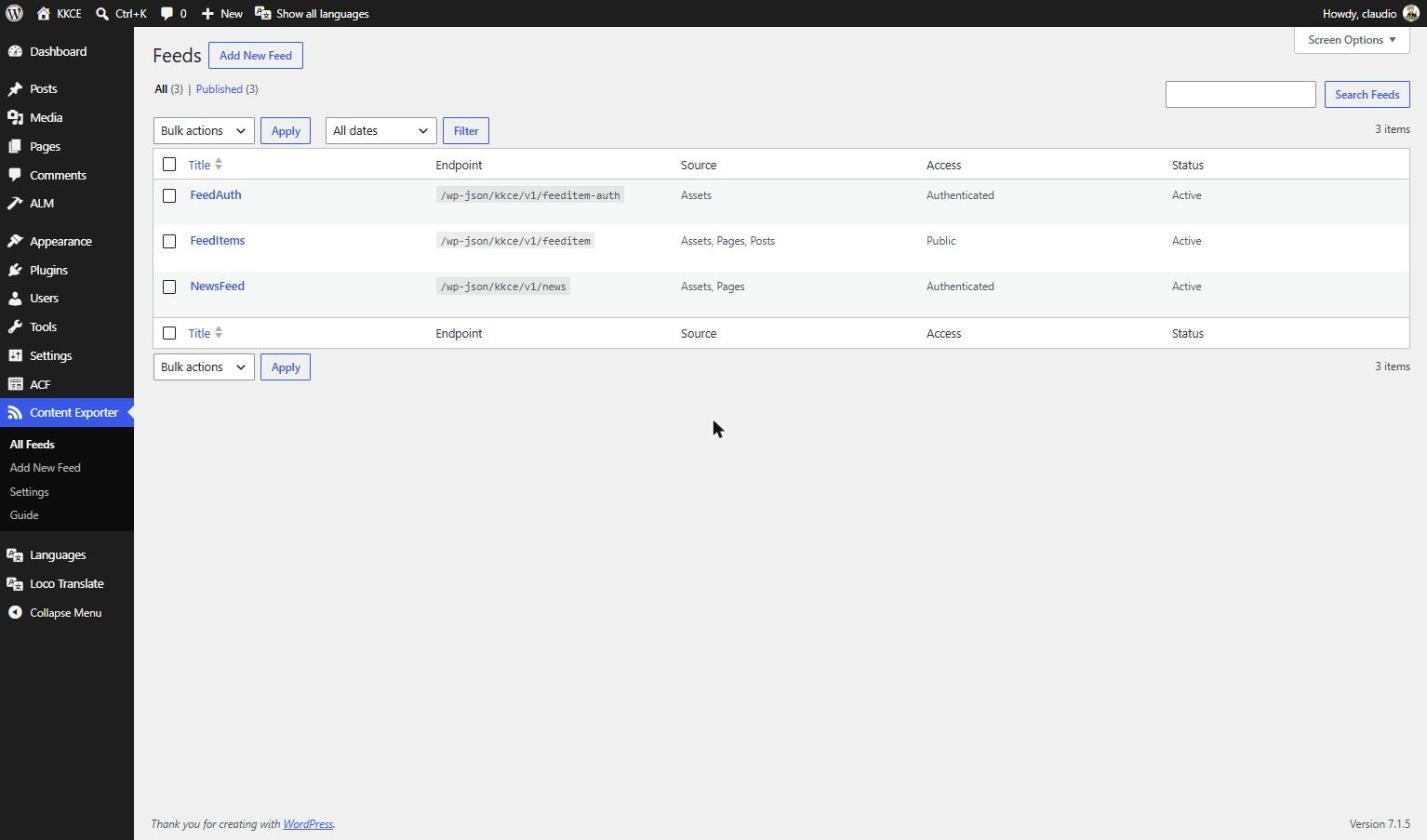 KKCE Ctrl+K 0 New Show all languages Howdy, claudio
Screen Options
Dashboard
Posts
Media
Pages
Comments
ALM
Appearance
Plugins
Users
Tools
Settings
ACF
Content Exporter
All Feeds
Add New Feed
Settings
Guide
Languages
Loco Translate
Collapse Menu
Feeds Add New Feed
All (3) | Published (3)
Search Feeds
Bulk actions Apply All dates Filter 3 items
Title Endpoint Source Access Status
FeedAuth /wp-json/kkce/v1/feeditem-auth Assets Authenticated Active
FeedItems /wp-json/kkce/v1/feeditem Assets, Pages, Posts Public Active
NewsFeed /wp-json/kkce/v1/news Assets, Pages Authenticated Active
Title Endpoint Source Access Status
Bulk actions Apply 3 items
Thank you for creating with WordPress. Version 7.1.5